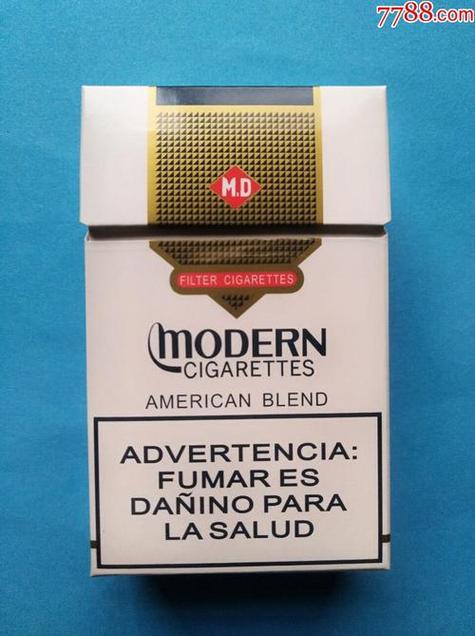 7788.com
M.D
FILTER CIGARETTES
MODERN
CIGARETTES
AMERICAN BLEND
ADVERTENCIA:
FUMAR ES
DAÑINO PARA
LA SALUD